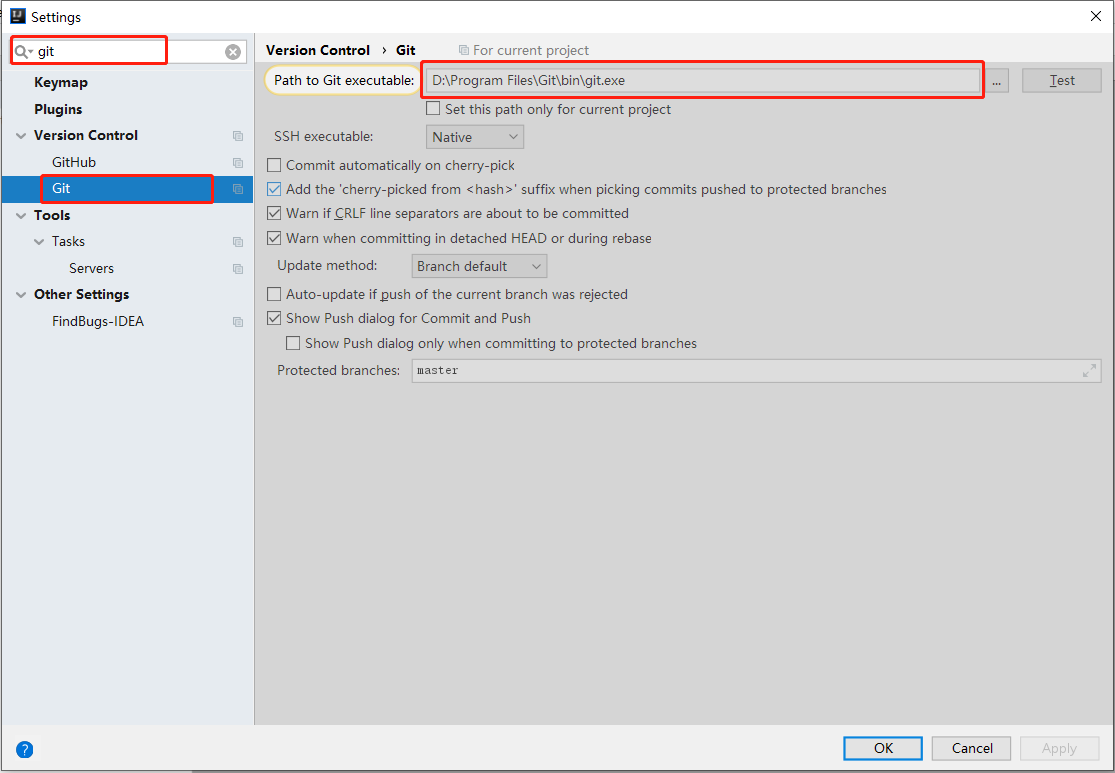 Settings
git
Keymap
Plugins
Version Control
GitHub
Git
Tools
Tasks
Servers
Other Settings
FindBugs-IDEA
Version Control › Git For current project
Path to Git executable: D:\Program Files\Git\bin\git.exe ... Test
Set this path only for current project
SSH executable: Native
Commit automatically on cherry-pick
Add the 'cherry-picked from <hash>' suffix when picking commits pushed to protected branches
Warn if CRLF line separators are about to be committed
Warn when committing in detached HEAD or during rebase
Update method: Branch default
Auto-update if push of the current branch was rejected
Show Push dialog for Commit and Push
Show Push dialog only when committing to protected branches
Protected branches: master
? OK Cancel Apply